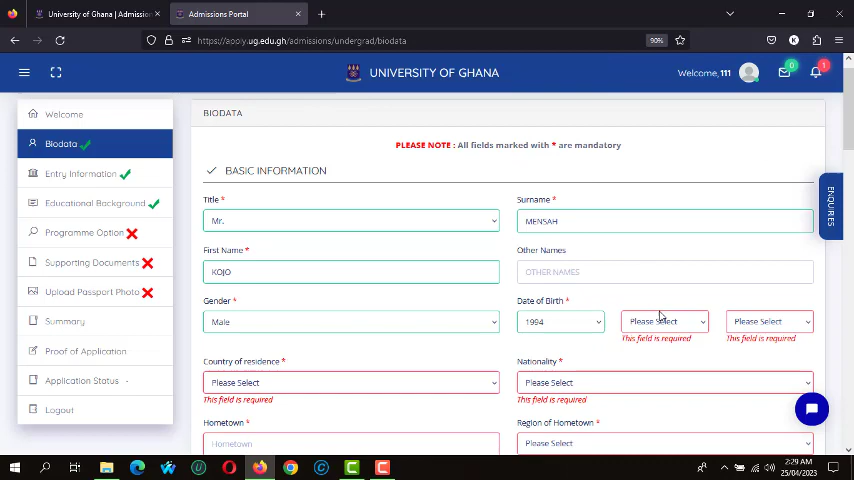 University of Ghana | Admission
Admissions Portal
https://apply.ug.edu.gh/admissions/undergrad/biodata
90%
K
UNIVERSITY OF GHANA
Welcome, 111
0
1
Welcome
Biodata
Entry Information
Educational Background
Programme Option
Supporting Documents
Upload Passport Photo
Summary
Proof of Application
Application Status -
Logout
BIODATA
PLEASE NOTE : All fields marked with * are mandatory
BASIC INFORMATION
Title *
Surname *
Mr.
MENSAH
First Name *
Other Names
KOJO
OTHER NAMES
Gender *
Date of Birth *
Male
1994
Please Select
Please Select
This field is required
This field is required
Country of residence *
Nationality *
Please Select
Please Select
This field is required
This field is required
Hometown *
Region of Hometown *
Hometown
Please Select
ENQUIRES
2:29 AM
25/04/2023